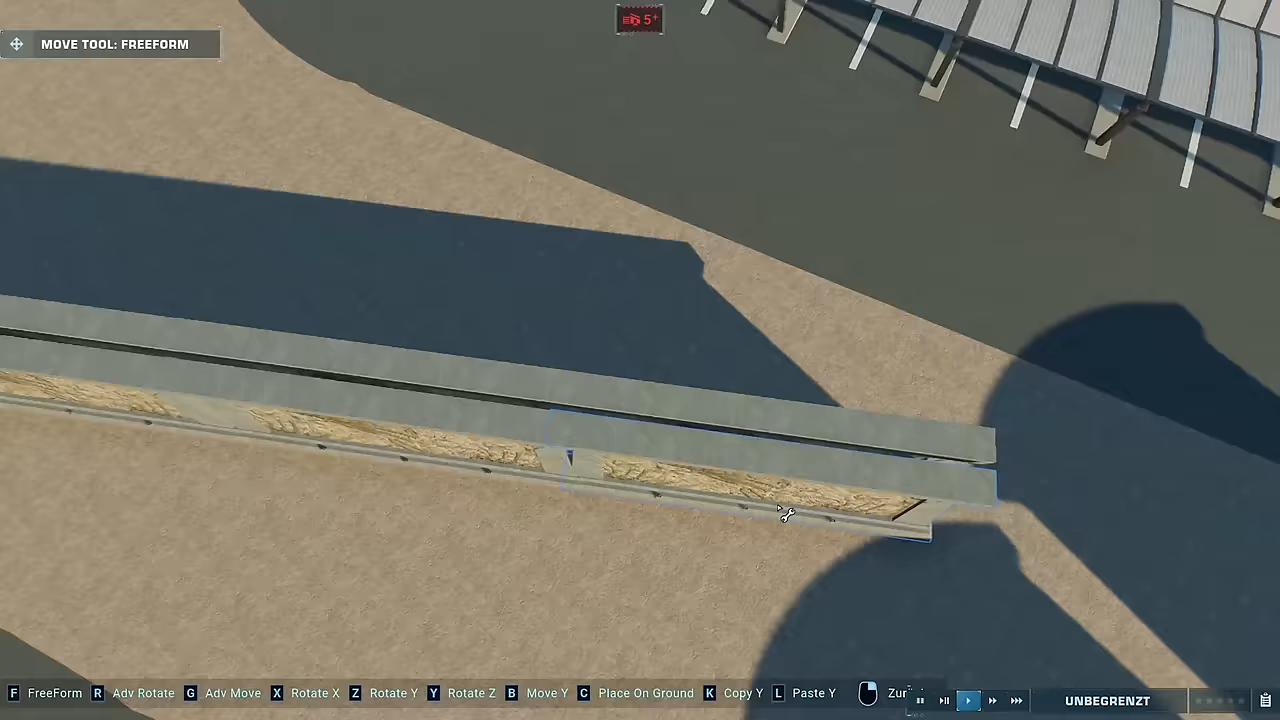 5+
MOVE TOOL: FREEFORM
F FreeForm R Adv Rotate G Adv Move X Rotate X Z Rotate Y Y Rotate Z B Move Y C Place On Ground K Copy Y L Paste Y
UNBEGRENZT